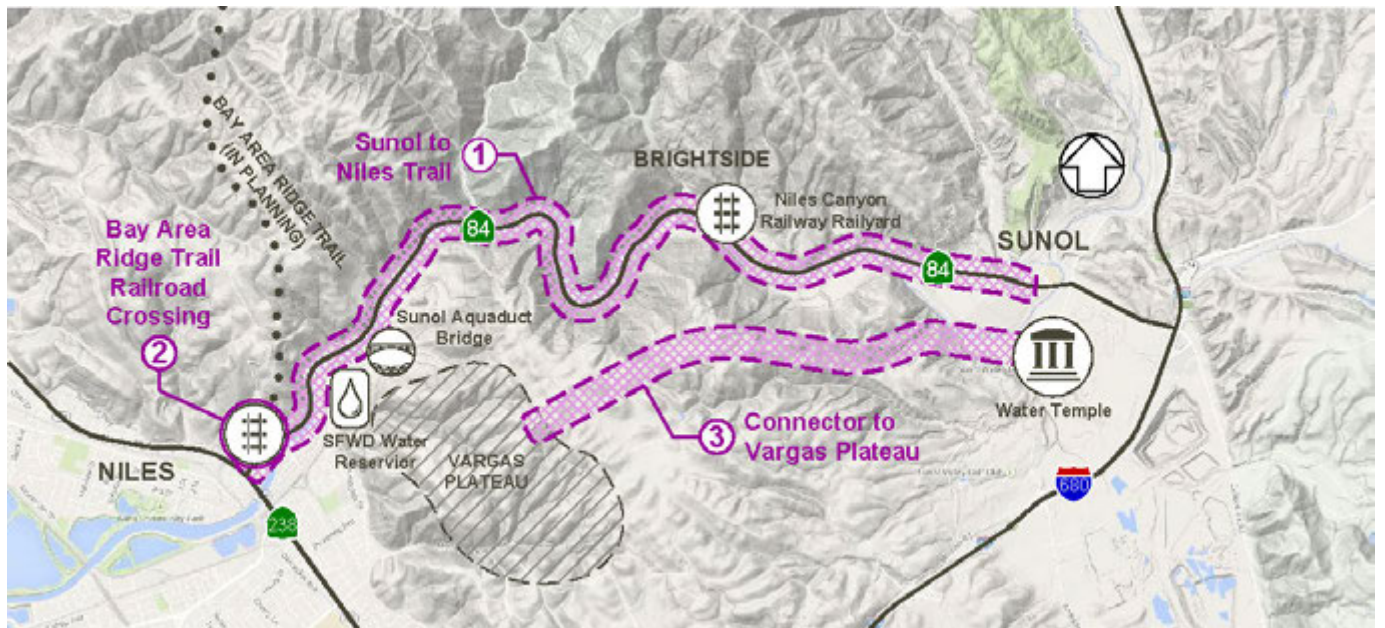 BAY AREA RIDGE TRAIL
(IN PLANNING)
Sunol to
Niles Trail
1
84
BRIGHTSIDE
Niles Canyon
Railway Railyard
SUNOL
84
Bay Area
Ridge Trail
Railroad
Crossing
2
Sunol Aquaduct
Bridge
SFWD Water
Reservior
VARGAS
PLATEAU
3
Connector to
Vargas Plateau
Water Temple
NILES
238
680